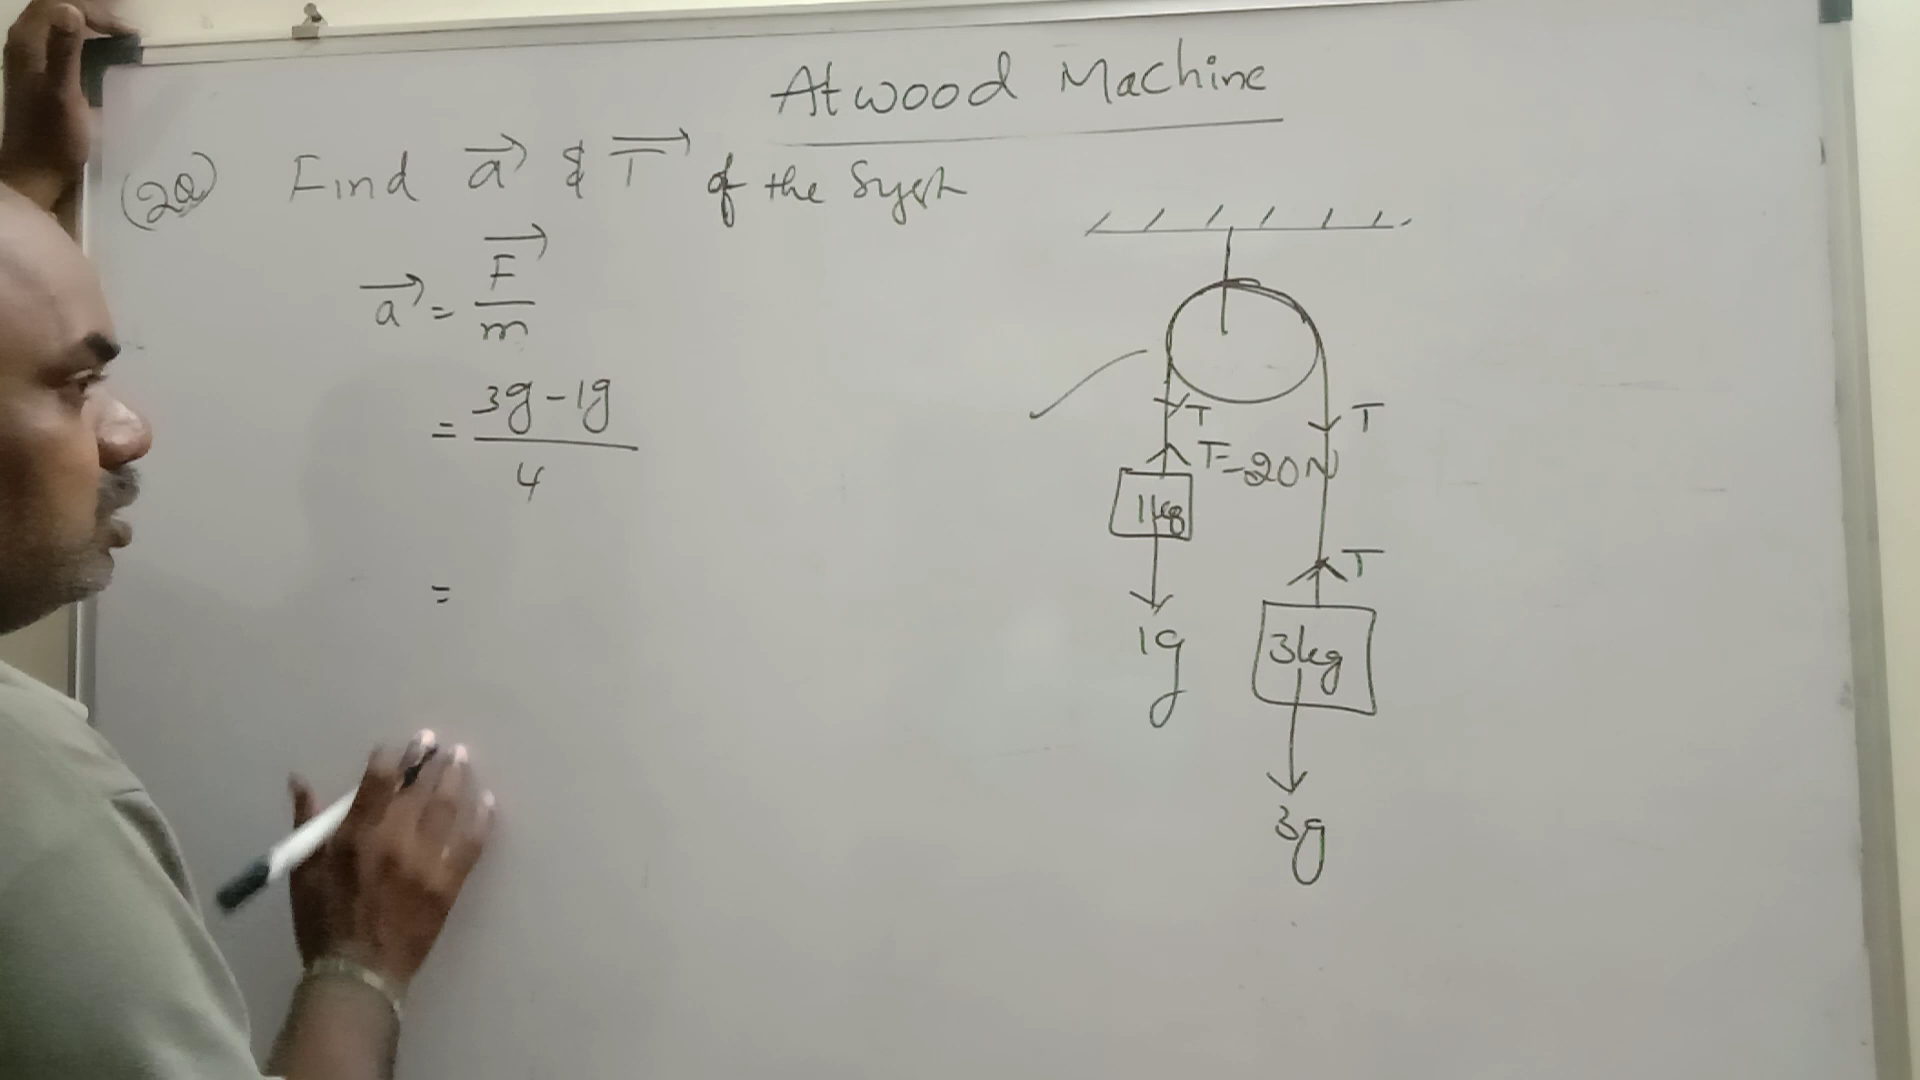 Atwood Machine
(2Q) Find a & T of the Syst
a = F/m
= 3g-1g/4
=
T
T
T=20N
1kg
T
1g
3kg
3g